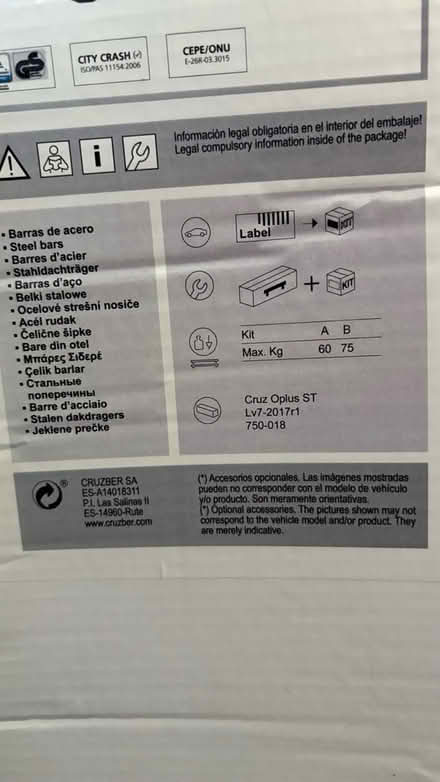 CITY CRASH (✓)
ISO/PAS 11154:2006
CEPE/ONU
E-26R-03.3015
Información legal obligatoria en el interior del embalaje!
Legal compulsory information inside of the package!
• Barras de acero
• Steel bars
• Barres d'acier
• Stahldachträger
• Barras d'aço
• Belki stalowe
• Ocelové strešní nosiče
• Acél rudak
• Čelične šipke
• Bare din otel
• Μπάρες Σιδερέ
• Çelik barlar
• Стальные
поперечины
• Barre d'acciaio
• Stalen dakdragers
• Jeklene prečke
Label
KIT
KIT
Kit A B
Max. Kg 60 75
Cruz Oplus ST
Lv7-2017r1
750-018
CRUZBER SA
ES-A14018311
P.I. Las Salinas II
ES-14960-Rute
www.cruzber.com
(*) Accesorios opcionales. Las imágenes mostradas
pueden no corresponder con el modelo de vehículo
y/o producto. Son meramente orientativas.
(*) Optional accessories. The pictures shown may not
correspond to the vehicle model and/or product. They
are merely indicative.